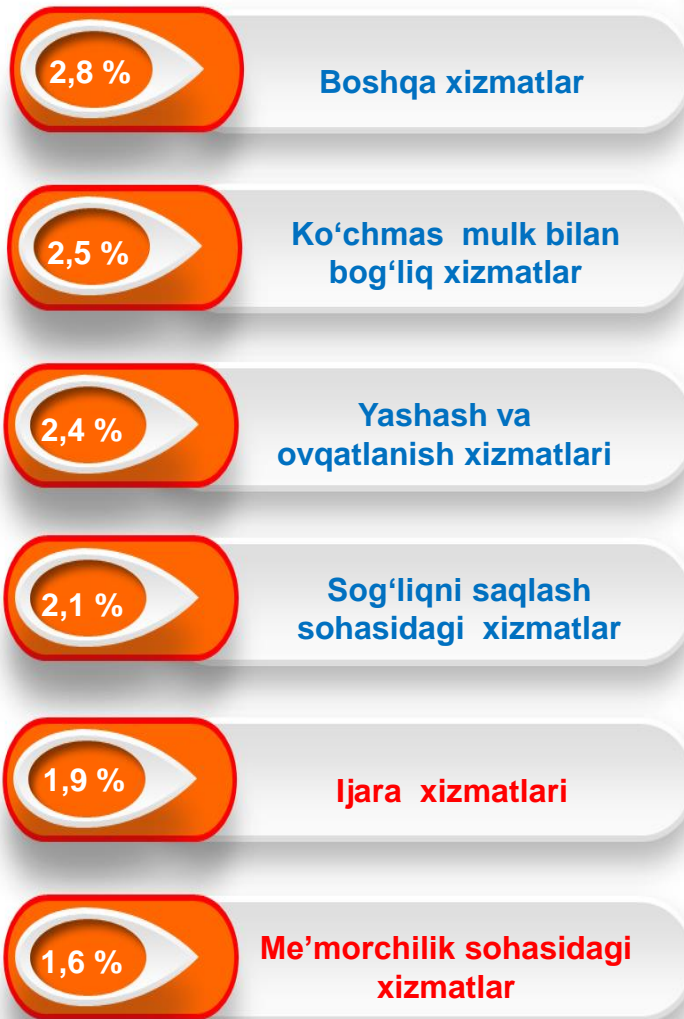 2,8 %
Boshqa xizmatlar
2,5 %
Ko‘chmas mulk bilan
bog‘liq xizmatlar
2,4 %
Yashash va
ovqatlanish xizmatlari
2,1 %
Sog‘liqni saqlash
sohasidagi xizmatlar
1,9 %
Ijara xizmatlari
1,6 %
Me’morchilik sohasidagi
xizmatlar